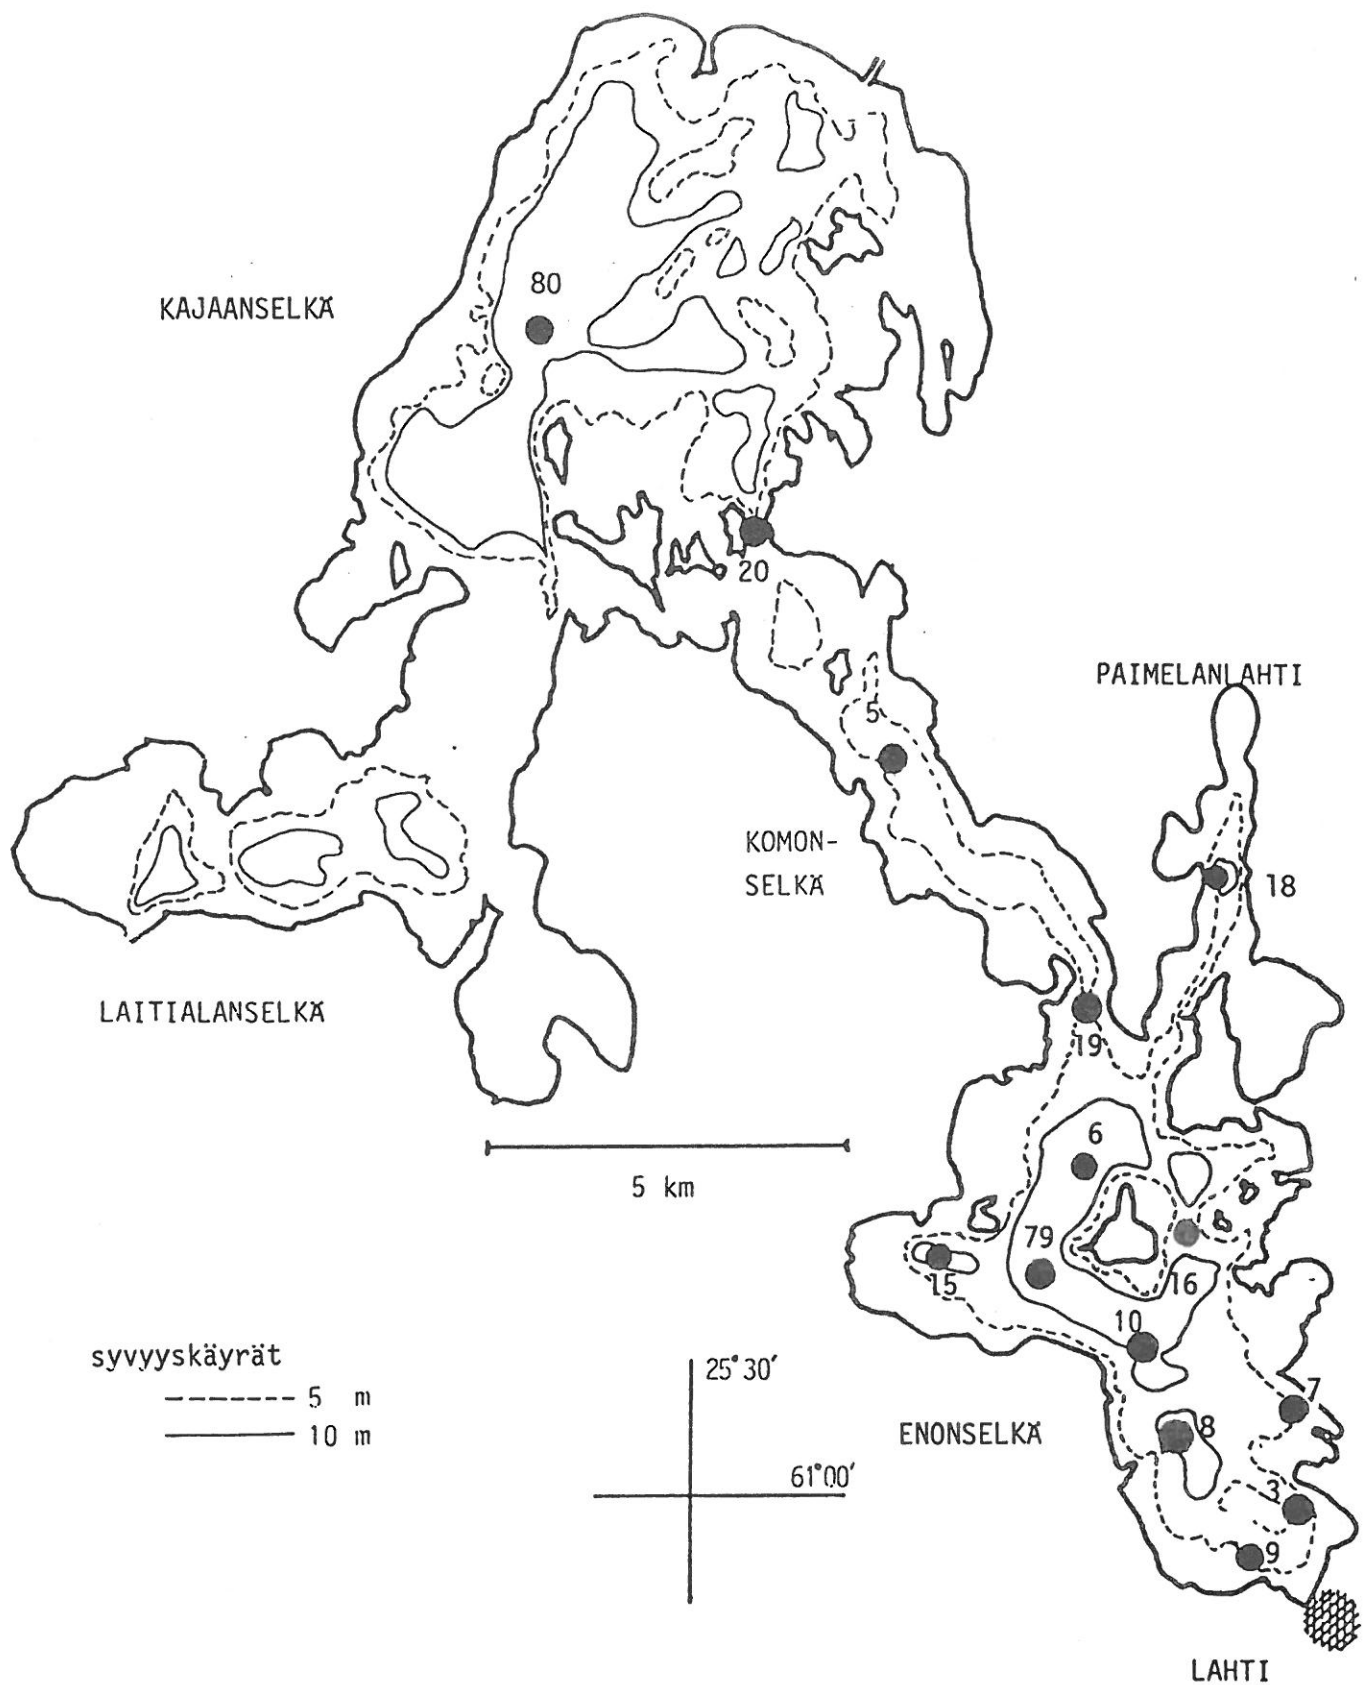 80
KAJAANSELKÄ
20
PAIMELANLAHTI
5
KOMON-
SELKÄ
18
LAITIALANSELKÄ
19
6
5 km
79
15
16
10
syvyyskäyrät
5 m
10 m
25°30′
7
ENONSELKÄ
8
61°00′
3
9
LAHTI